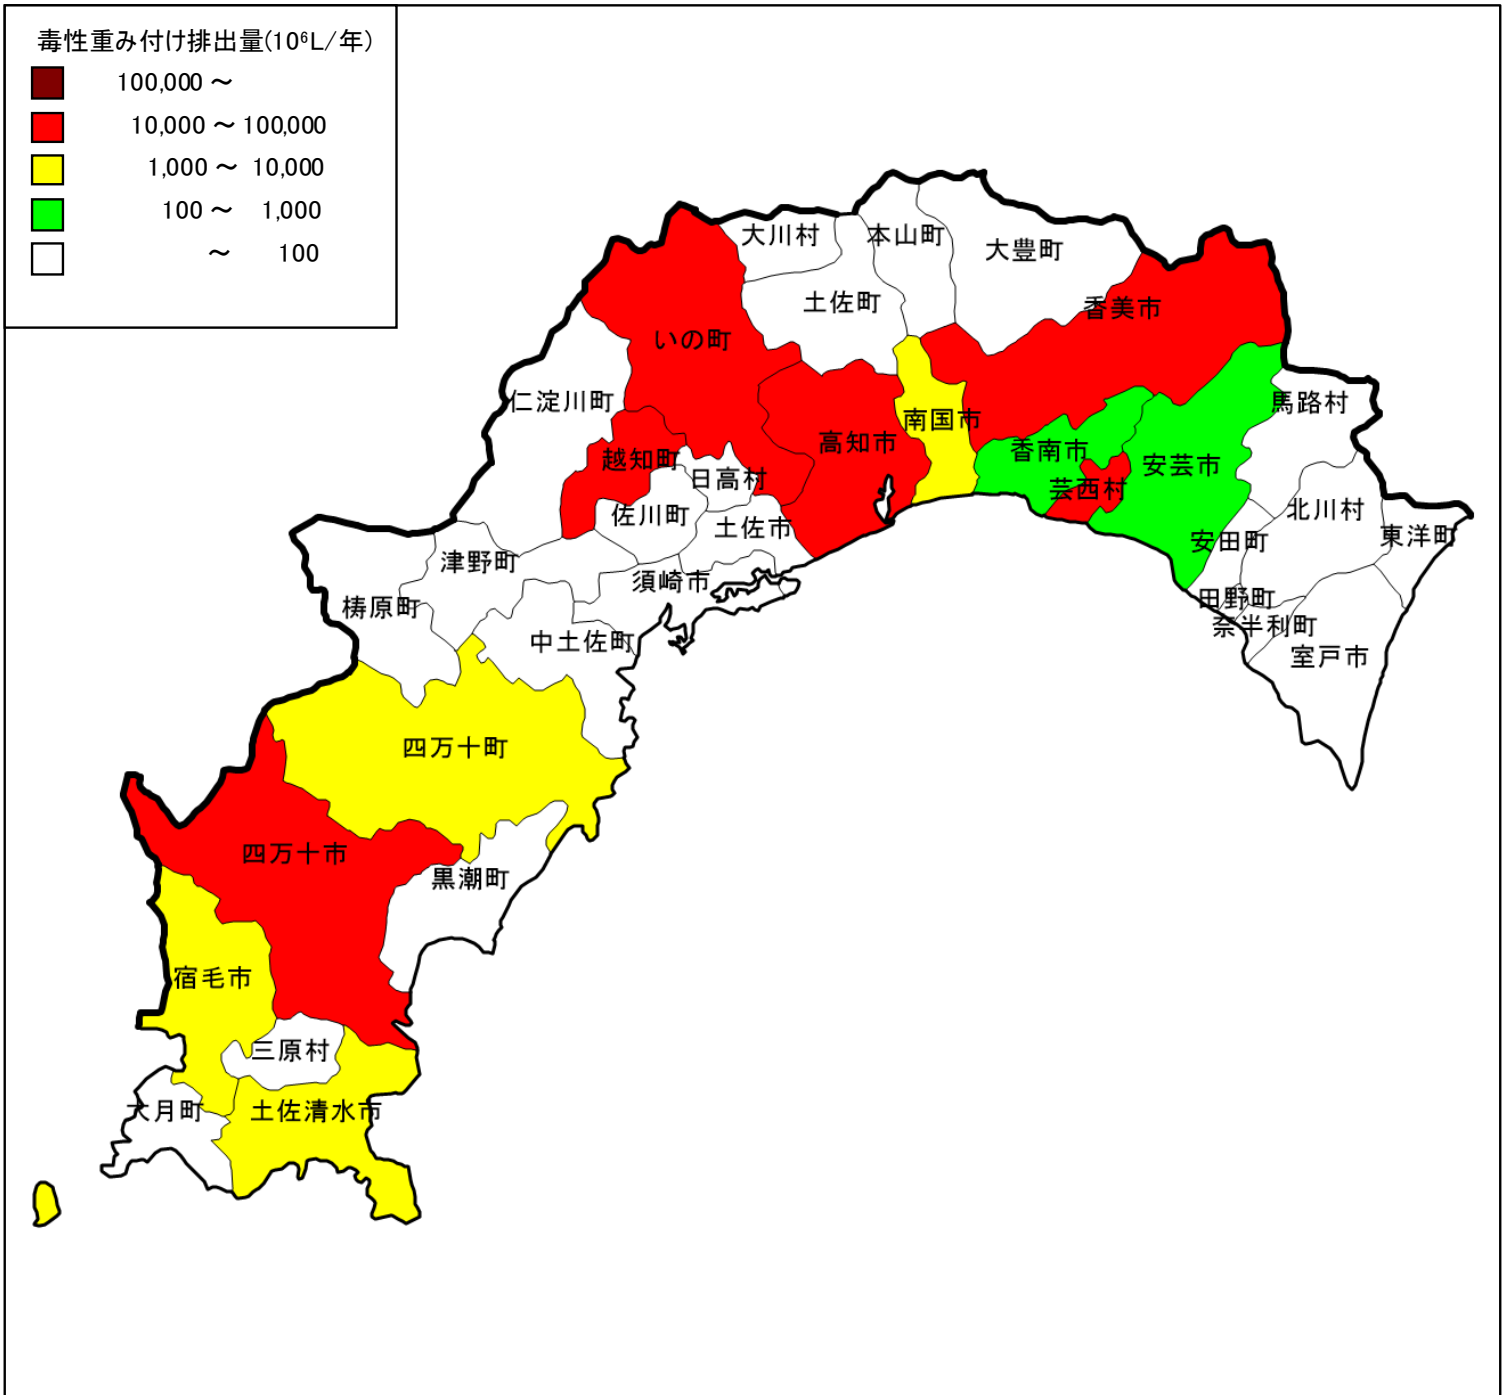 毒性重み付け排出量(10⁶L/年)
100,000 ～
10,000 ～ 100,000
1,000 ～ 10,000
100 ～ 1,000
～ 100
大川村
本山町
大豊町
土佐町
香美市
いの町
仁淀川町
馬路村
南国市
高知市
香南市
越知町
安芸市
日高村
芸西村
佐川町
北川村
土佐市
安田町
東洋町
津野町
須崎市
田野町
梼原町
奈半利町
中土佐町
室戸市
四万十町
四万十市
黒潮町
宿毛市
三原村
大月町
土佐清水市